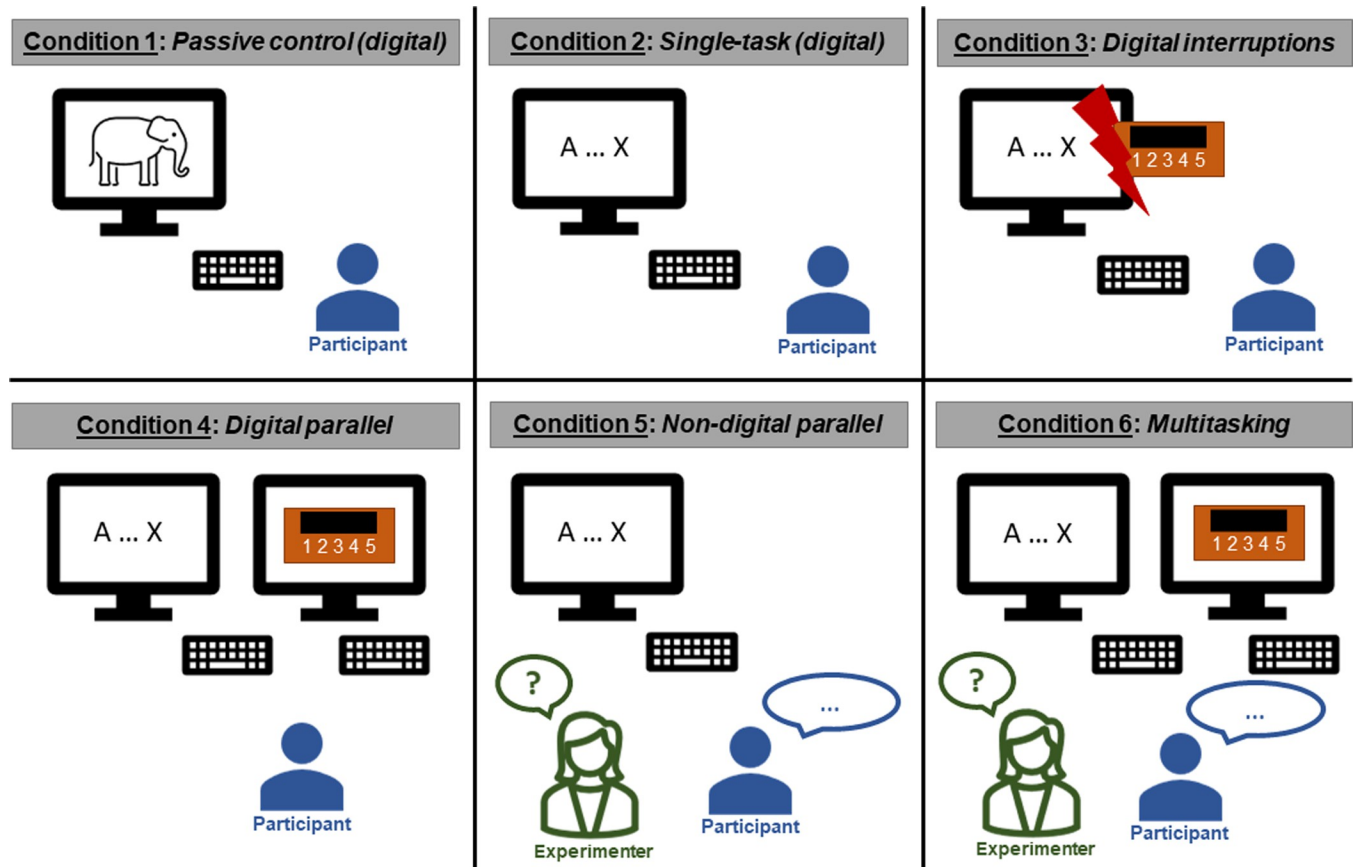 Condition 1: Passive control (digital)
Participant
Condition 2: Single-task (digital)
A ... X
Participant
Condition 3: Digital interruptions
A ... X
1 2 3 4 5
Participant
Condition 4: Digital parallel
A ... X
1 2 3 4 5
Participant
Condition 5: Non-digital parallel
A ... X
?
...
Experimenter
Participant
Condition 6: Multitasking
A ... X
1 2 3 4 5
?
...
Experimenter
Participant